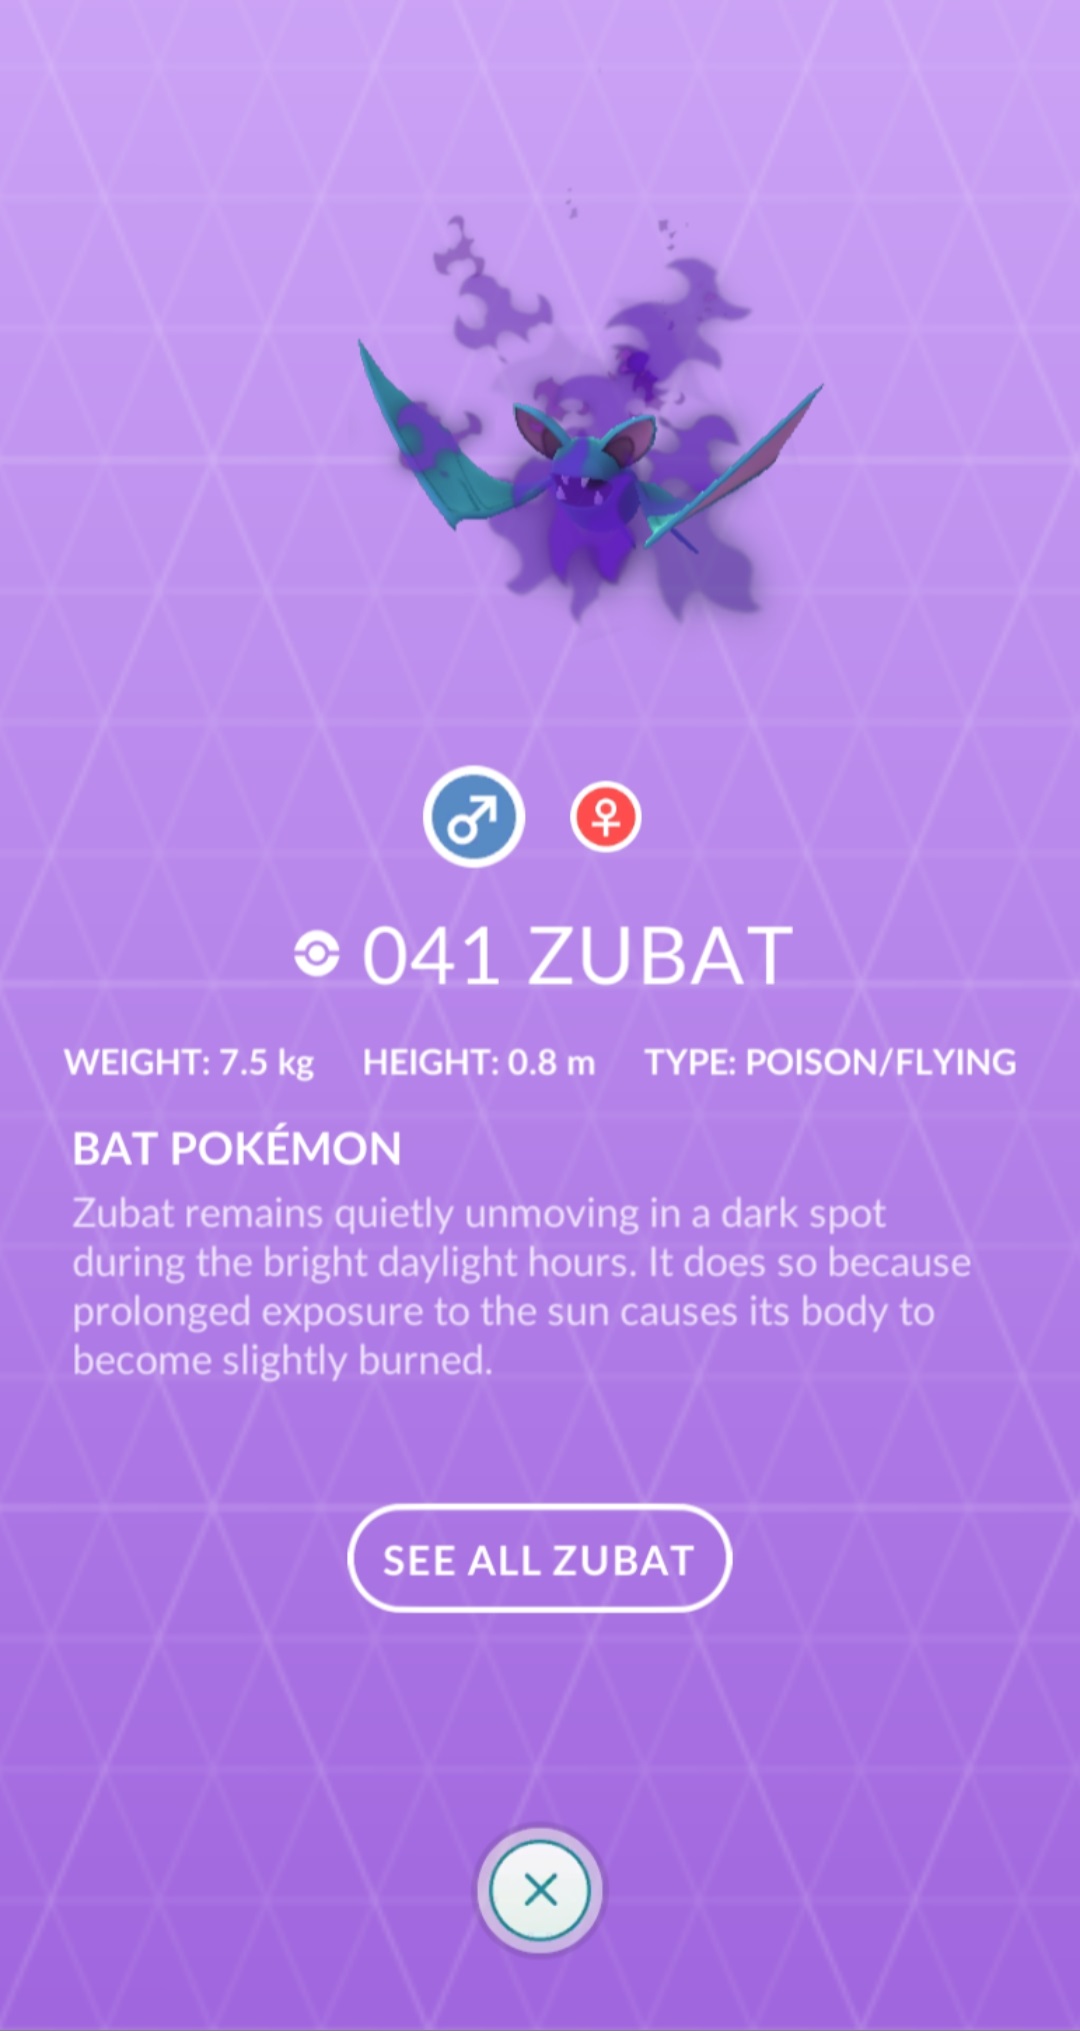 041 ZUBAT
WEIGHT: 7.5 kg HEIGHT: 0.8 m TYPE: POISON/FLYING
BAT POKÉMON
Zubat remains quietly unmoving in a dark spot
during the bright daylight hours. It does so because
prolonged exposure to the sun causes its body to
become slightly burned.
SEE ALL ZUBAT